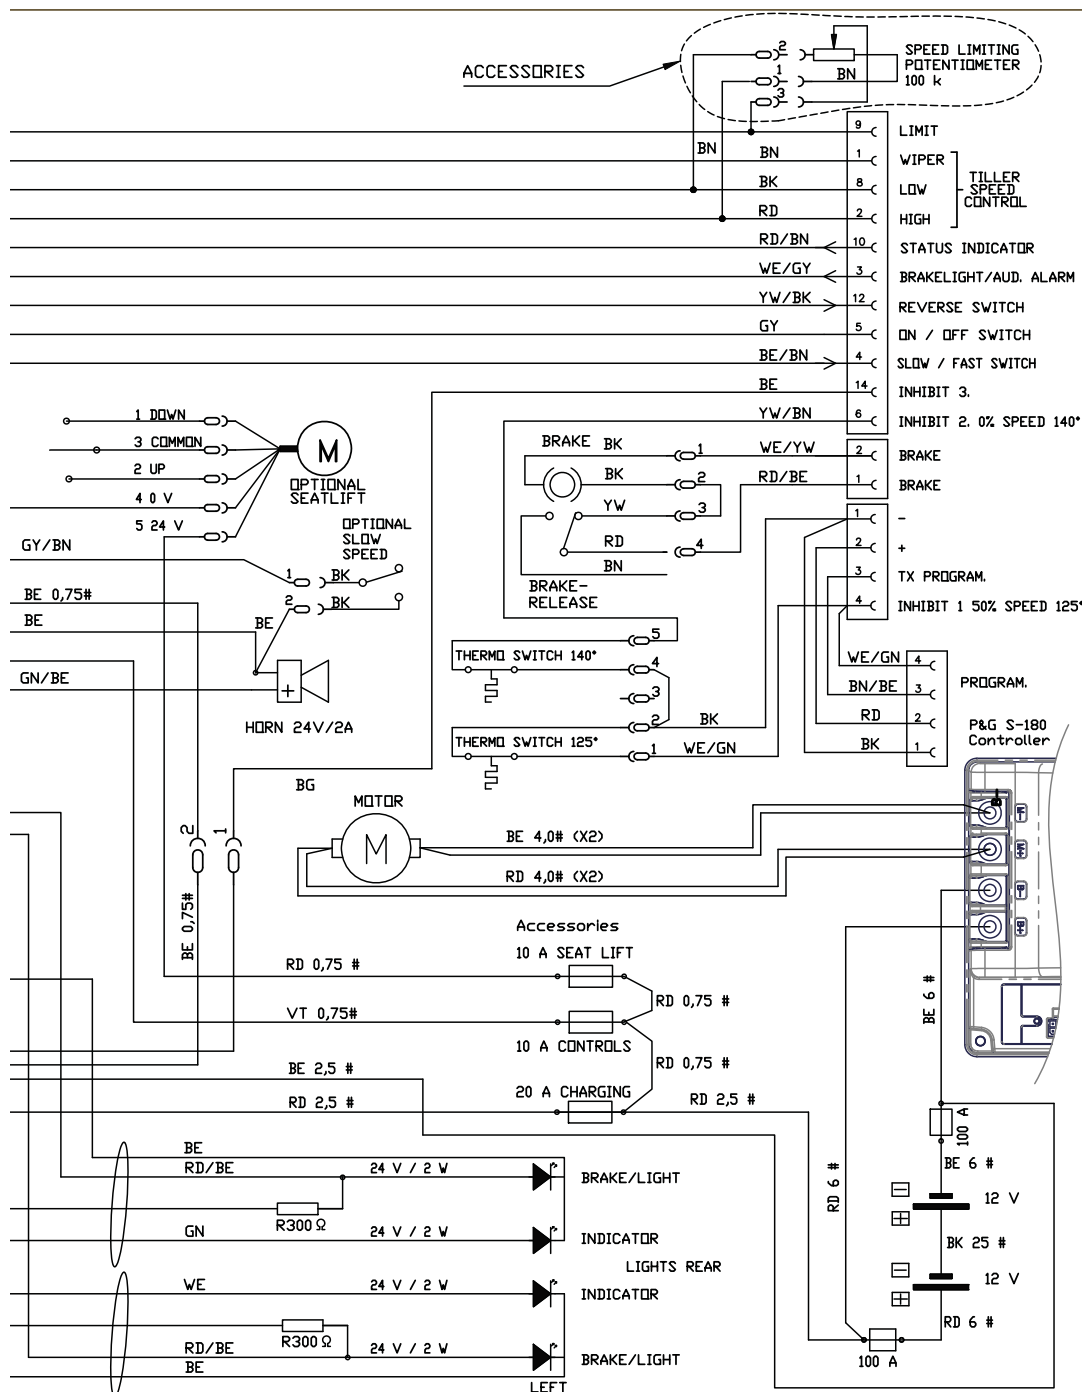 ACCESSORIES
2
1
3
BN
SPEED LIMITING
POTENTIOMETER
100 k
BN
9 LIMIT
BN 1 WIPER
BK 8 LOW
RD 2 HIGH
TILLER
SPEED
CONTROL
RD/BN 10 STATUS INDICATOR
WE/GY 3 BRAKELIGHT/AUD. ALARM
YW/BK 12 REVERSE SWITCH
GY 5 ON / OFF SWITCH
BE/BN 4 SLOW / FAST SWITCH
BE 14 INHIBIT 3.
YW/BN 6 INHIBIT 2. 0% SPEED 140°
1 DOWN
3 COMMON
2 UP
4 0 V
5 24 V
M
OPTIONAL
SEATLIFT
BRAKE
BK 1 WE/YW 2 BRAKE
BK 2 RD/BE 1 BRAKE
YW 3
RD 4
BN
BRAKE-
RELEASE
1 -
2 +
3 TX PROGRAM.
4 INHIBIT 1 50% SPEED 125°
GY/BN
OPTIONAL
SLOW
SPEED
1 BK
2 BK
BE 0,75#
BE
BE
GN/BE
+
HORN 24V/2A
THERMO SWITCH 140°
5
4
3
2 BK
THERMO SWITCH 125°
1 WE/GN
WE/GN 4
BN/BE 3
RD 2
BK 1
PROGRAM.
P&G S-180
Controller
BG
MOTOR
M
BE 4,0# (X2)
RD 4,0# (X2)
M-
M+
B-
B+
2
1
BE 0,75#
Accessories
10 A SEAT LIFT
RD 0,75 #
RD 0,75 #
VT 0,75#
10 A CONTROLS
RD 0,75 #
BE 2,5 #
20 A CHARGING
RD 2,5 #
RD 2,5 #
BE 6 #
100 A
BE 6 #
RD 6 #
- 12 V
+
BK 25 #
- 12 V
+
RD 6 #
100 A
BE
RD/BE 24 V / 2 W BRAKE/LIGHT
R300 Ω
GN 24 V / 2 W INDICATOR
LIGHTS REAR
WE 24 V / 2 W INDICATOR
R300 Ω
RD/BE 24 V / 2 W BRAKE/LIGHT
BE
LEFT